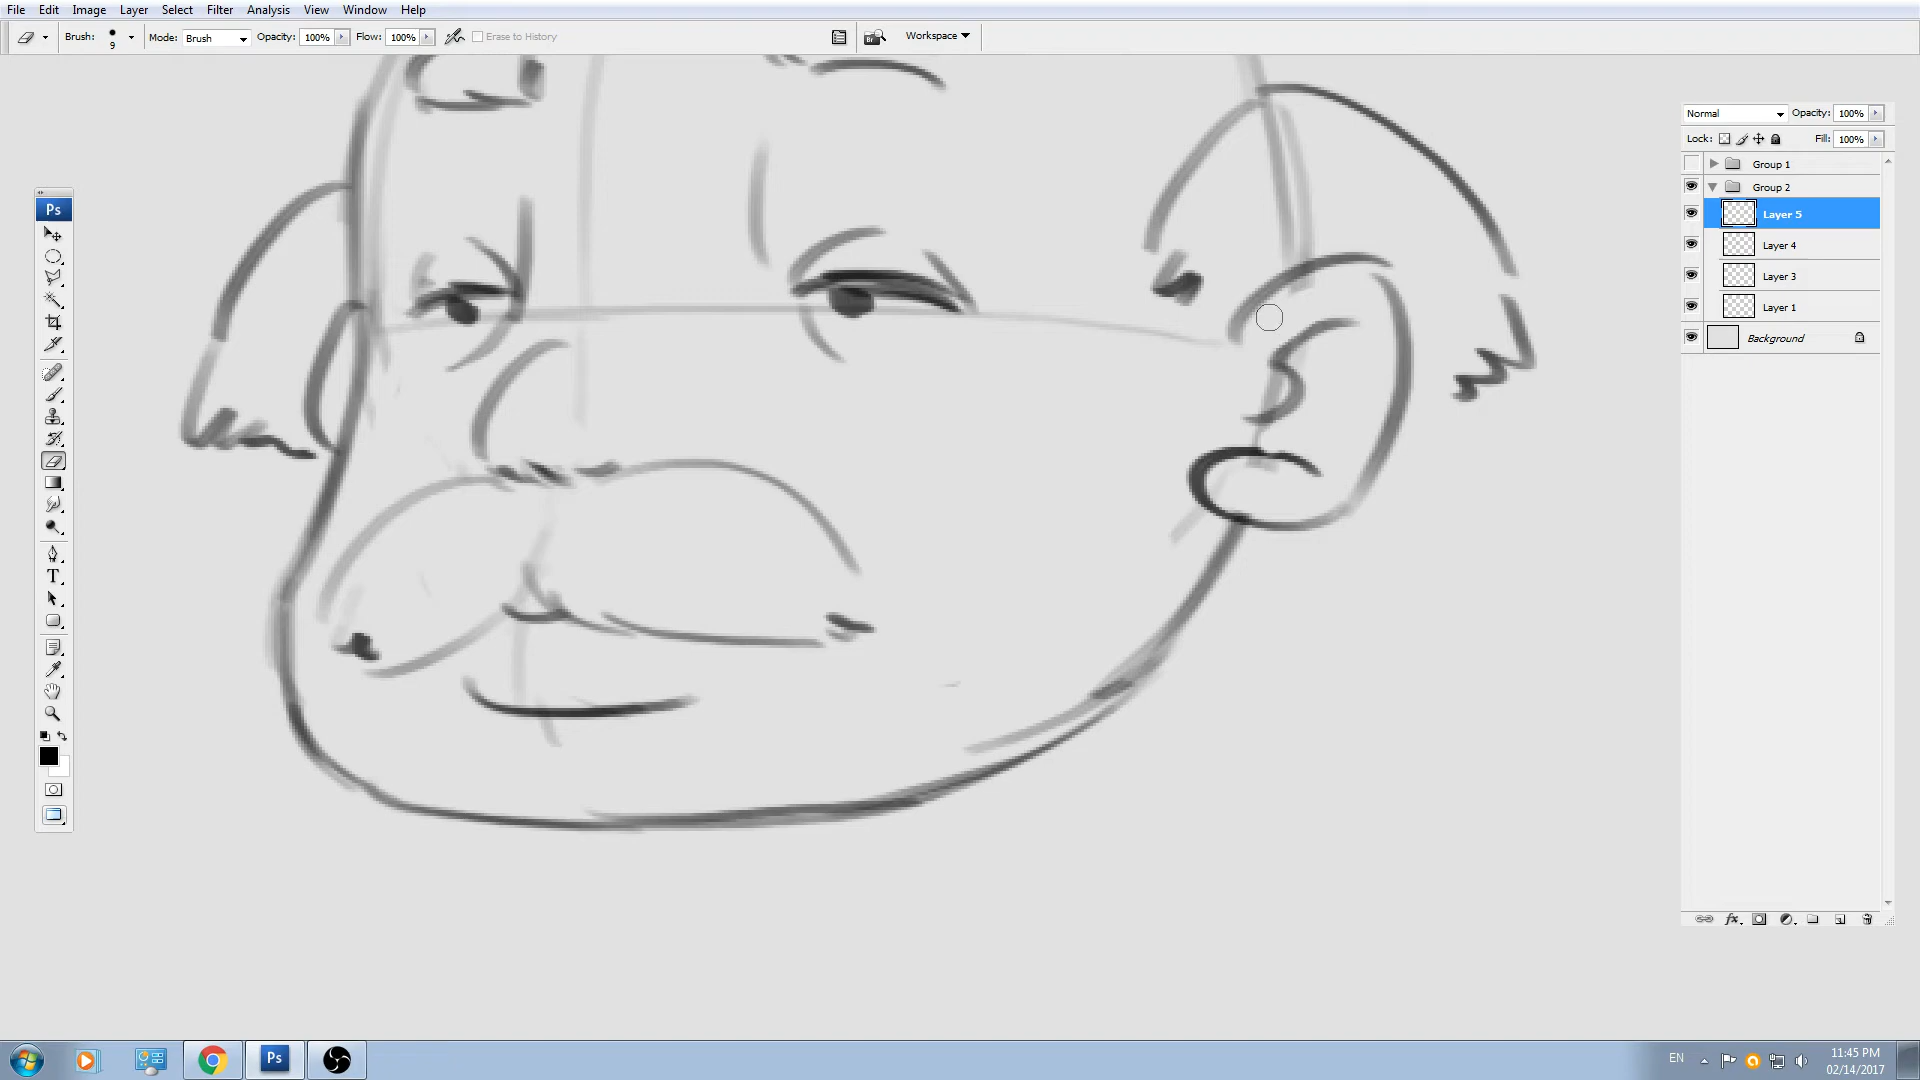 File Edit Image Layer Select Filter Analysis View Window Help
Brush: 9 Mode: Brush Opacity: 100% Flow: 100% Erase to History Workspace
Normal Opacity: 100%
Lock: Fill: 100%
Group 1
Group 2
Ps
Layer 5
Layer 4
Layer 3
Layer 1
Background
T
fx
Ps EN 11:45 PM
02/14/2017